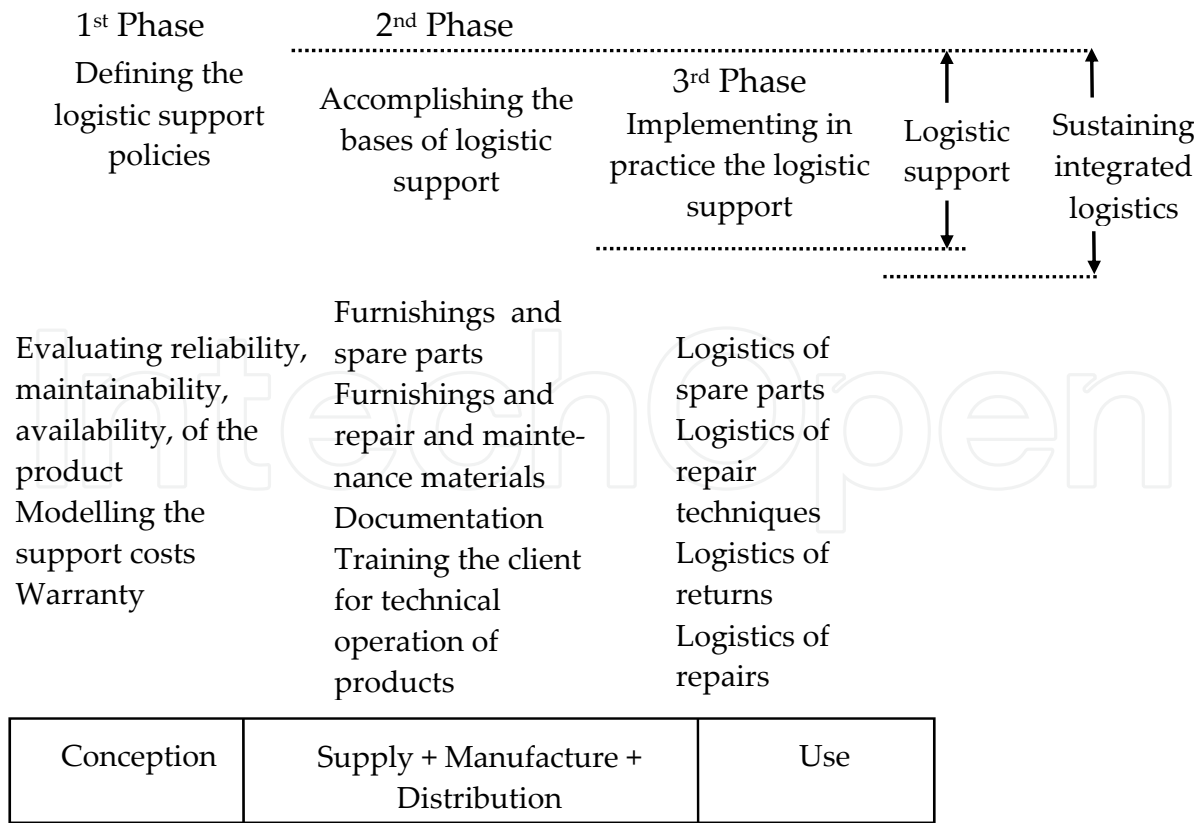 1st Phase
Defining the
logistic support
policies
2nd Phase
Accomplishing the
bases of logistic
support
3rd Phase
Implementing in
practice the logistic
support
Logistic
support
Sustaining
integrated
logistics
Evaluating reliability,
maintainability,
availability, of the
product
Modelling the
support costs
Warranty
Furnishings and
spare parts
Furnishings and
repair and mainte-
nance materials
Documentation
Training the client
for technical
operation of
products
Logistics of
spare parts
Logistics of
repair
techniques
Logistics of
returns
Logistics of
repairs
IntechOpen
Conception
Supply + Manufacture +
Distribution
Use